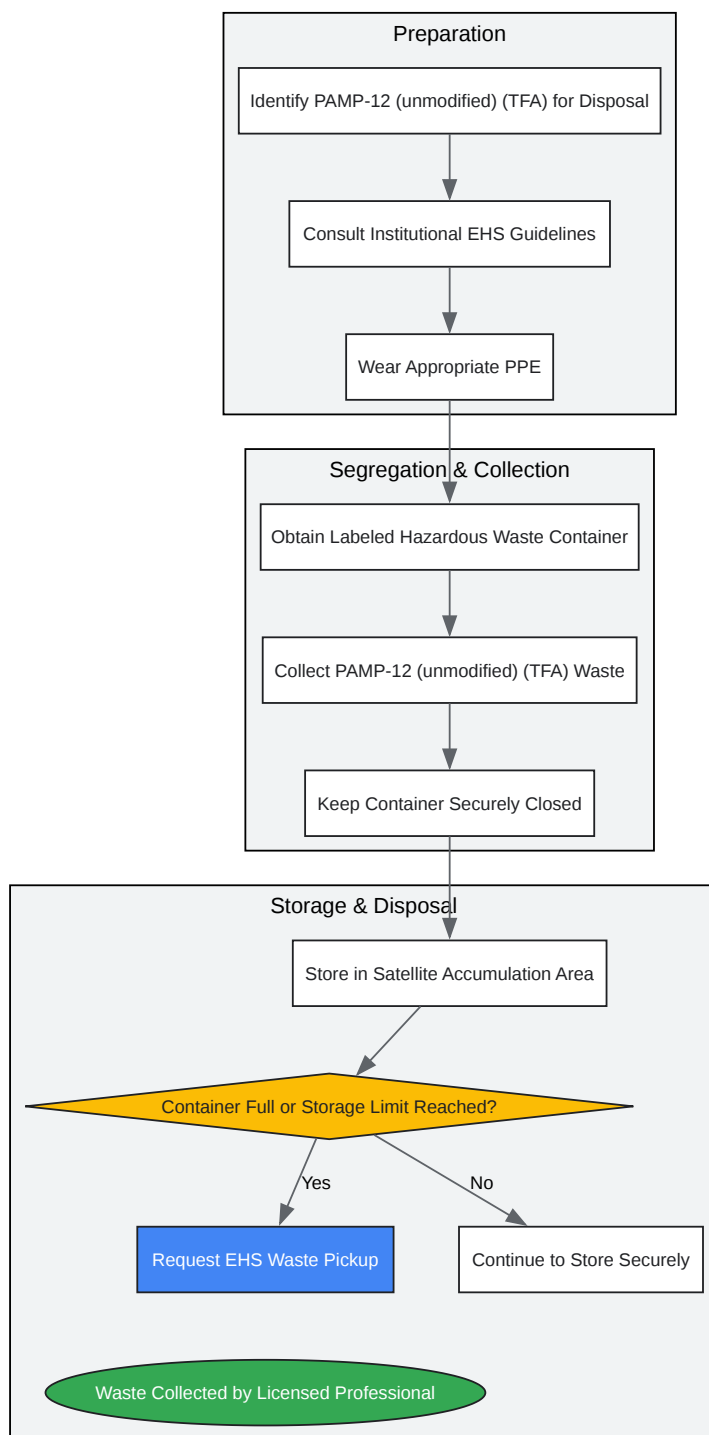 Preparation
Identify PAMP-12 (unmodified) (TFA) for Disposal
Consult Institutional EHS Guidelines
Wear Appropriate PPE
Segregation & Collection
Obtain Labeled Hazardous Waste Container
Collect PAMP-12 (unmodified) (TFA) Waste
Keep Container Securely Closed
Storage & Disposal
Store in Satellite Accumulation Area
Container Full or Storage Limit Reached?
Yes
No
Request EHS Waste Pickup
Continue to Store Securely
Waste Collected by Licensed Professional